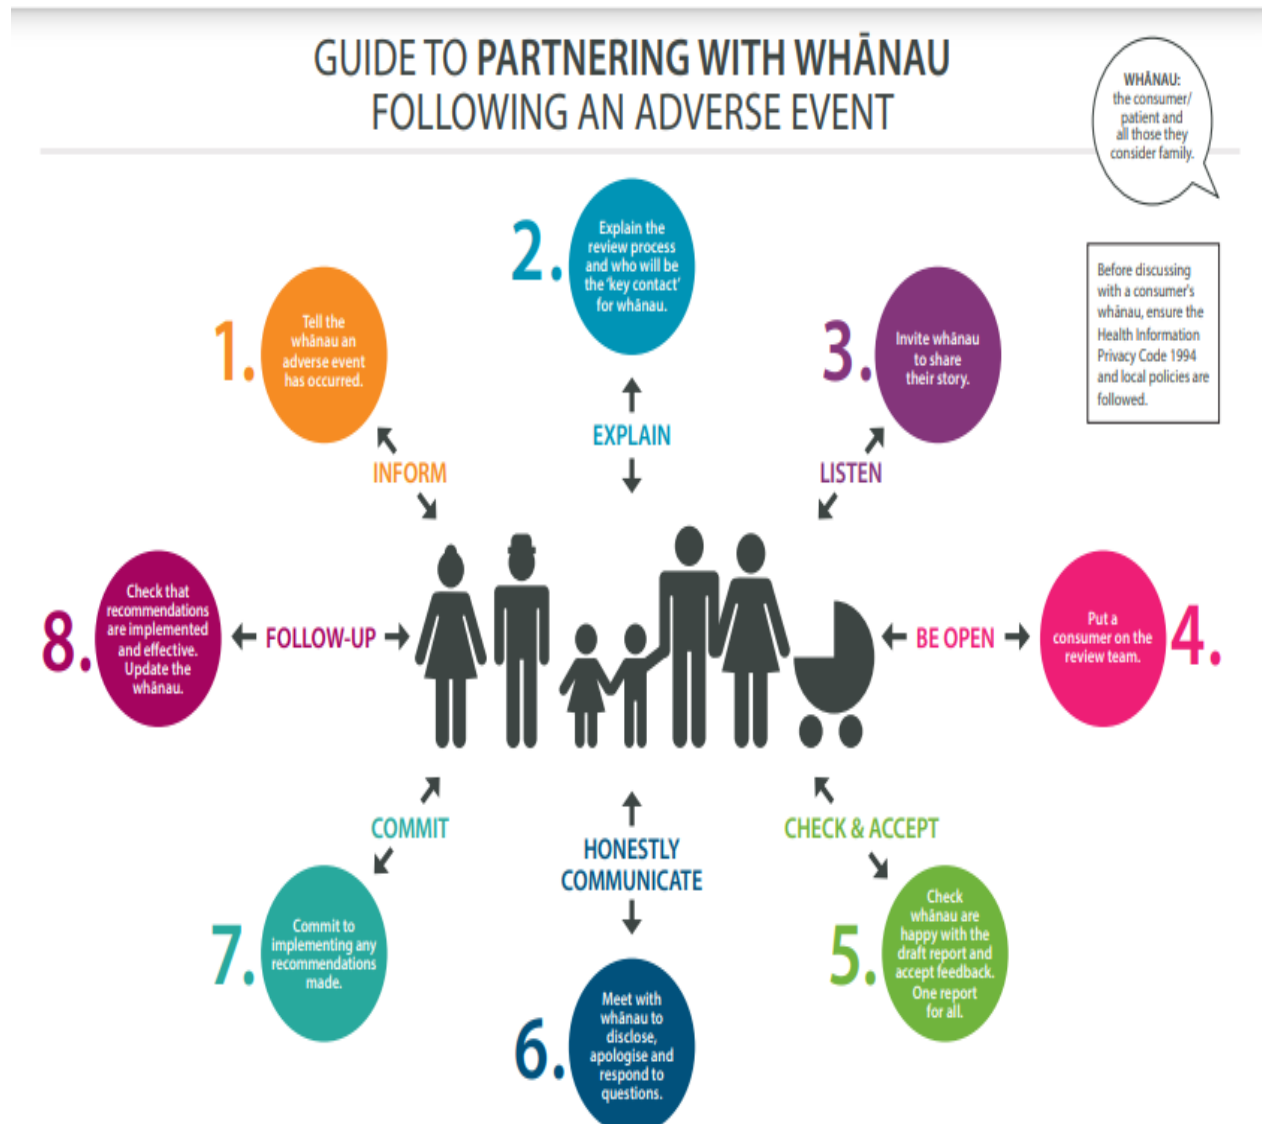 GUIDE TO PARTNERING WITH WHĀNAU
FOLLOWING AN ADVERSE EVENT
WHĀNAU:
the consumer/
patient and
all those they
consider family.
Before discussing
with a consumer's
whānau, ensure the
Health Information
Privacy Code 1994
and local policies are
followed.
1.
Tell the
whānau an
adverse event
has occurred.
INFORM
2.
Explain the
review process
and who will be
the ‘key contact’
for whānau.
EXPLAIN
3.
Invite whānau
to share
their story.
LISTEN
4.
Put a
consumer on the
review team.
BE OPEN
5.
Check
whānau are
happy with the
draft report and
accept feedback.
One report
for all.
CHECK & ACCEPT
6.
Meet with
whānau to
disclose,
apologise and
respond to
questions.
HONESTLY
COMMUNICATE
7.
Commit to
implementing any
recommendations
made.
COMMIT
8.
Check that
recommendations
are implemented
and effective.
Update the
whānau.
FOLLOW-UP